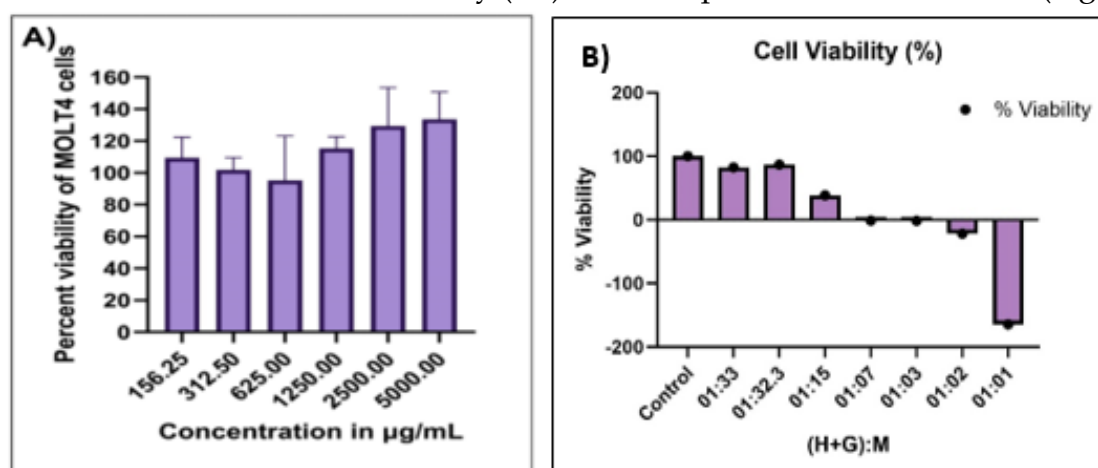 y (
A)
Percent viability of MOLT4 cells
160
140
120
100
80
60
40
20
0
156.25
312.50
625.00
1250.00
2500.00
5000.00
Concentration in µg/mL
B)
Cell Viability (%)
% Viability
% Viability
200
100
0
-100
-200
Control
01:33
01:32.3
01:15
01:07
01:03
01:02
01:01
(H+G):M